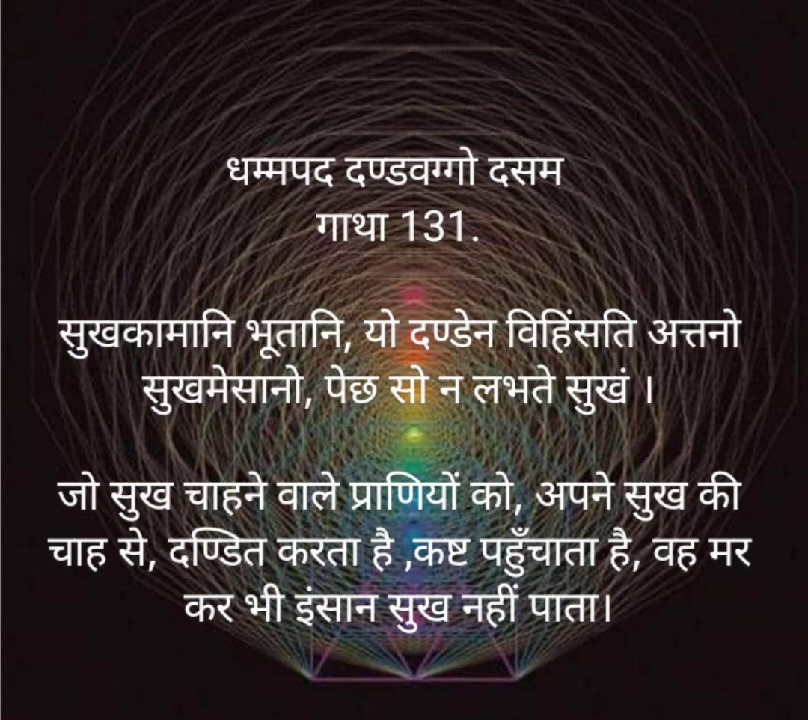 धम्मपद दण्डवग्गो दसम
गाथा 131.
सुखकामानि भूतानि, यो दण्डेन विहिंसति अत्तनो
सुखमेसानो, पेछ सो न लभते सुखं ।
जो सुख चाहने वाले प्राणियों को, अपने सुख की
चाह से, दण्डित करता है ,कष्ट पहुँचाता है, वह मर
कर भी इंसान सुख नहीं पाता।